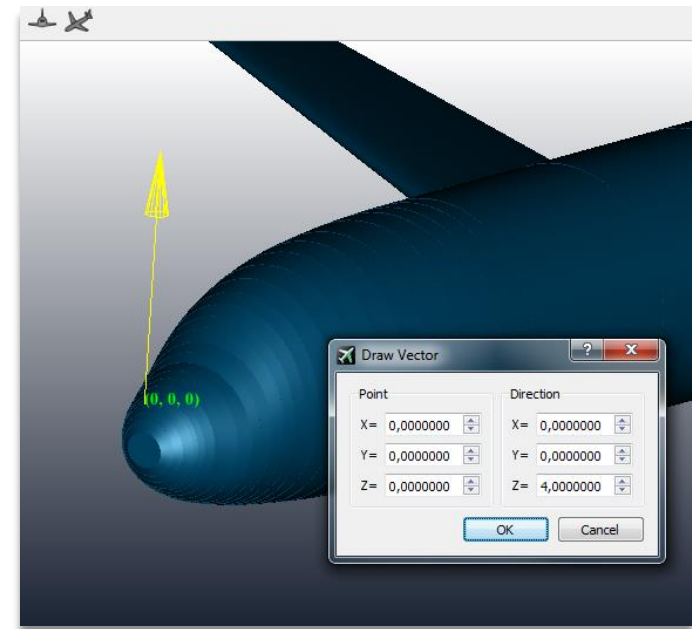 (0, 0, 0)
Draw Vector
?
X
Point Direction
X= 0,0000000 X= 0,0000000
Y= 0,0000000 Y= 0,0000000
Z= 0,0000000 Z= 4,0000000
OK Cancel